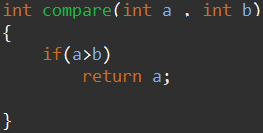 int compare(int a , int b)
{
if(a>b)
return a;
}